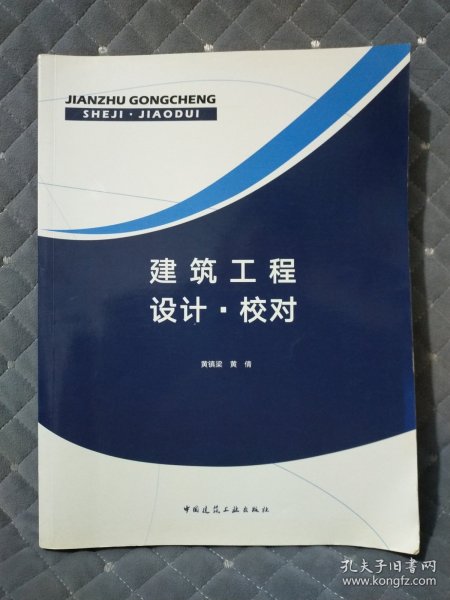 JIANZHU GONGCHENG
SHEJI · JIAODUI
建筑工程
设计·校对
黄镇梁 黄倩
中国建筑工业出版社
孔夫子旧书网
www.kongfz.com